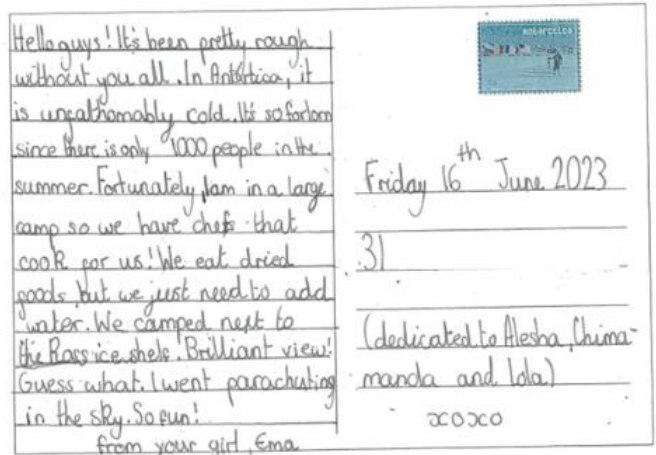 Hello guys! It's been pretty rough
without you all. In Antartica, it
is unfathomably cold. It's so forlorn
since there is only 1000 people in the
summer. Fortunately, I am in a large
camp so we have chefs that
cook for us! We eat dried
foods but we just need to add
water. We camped next to
the Ross ice shelf. Brilliant view!
Guess what. I went parachuting
in the sky. So fun!
from your girl, Ema
Antarctica
Friday 16th June 2023
31
(dedicated to Alesha, Chima-
manda and Lola)
xoxo